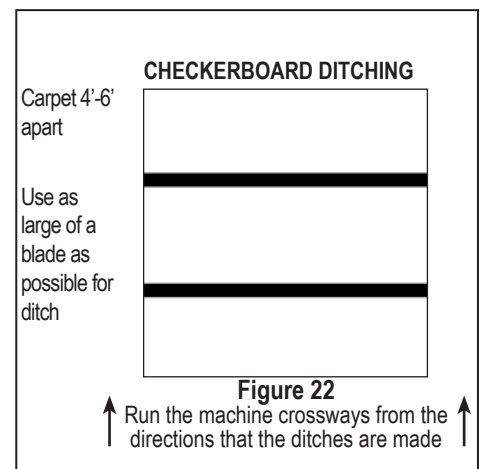 CHECKERBOARD DITCHING
Carpet 4'-6'
apart
Use as
large of a
blade as
possible for
ditch
Figure 22
Run the machine crossways from the
directions that the ditches are made